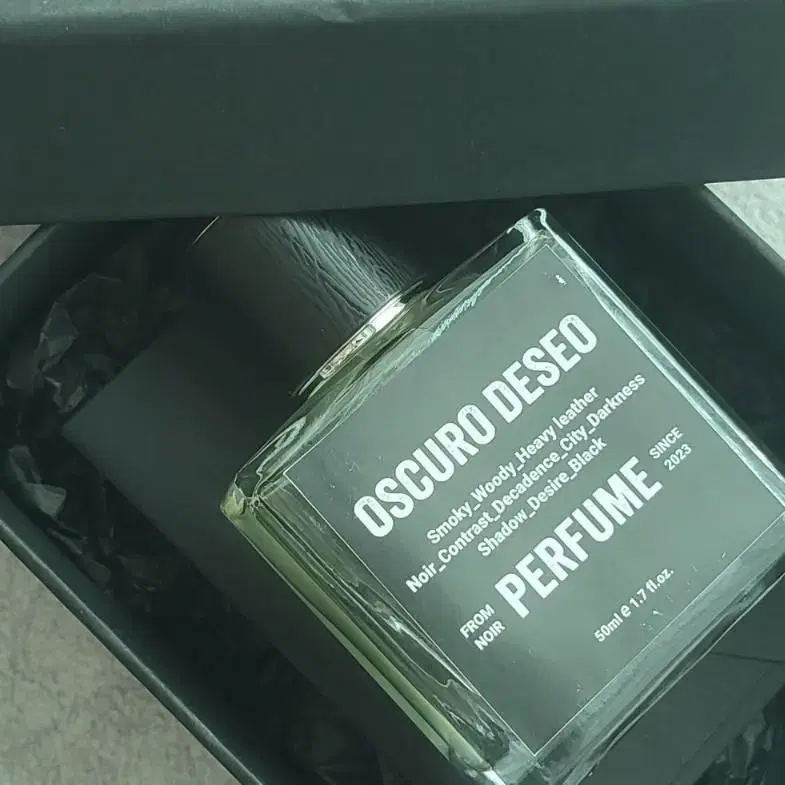 OSCURO DESEO
Smoky_Woody_Heavy leather
Noir_Contrast_Decadence_City_Darkness
Shadow_Desire_Black
FROM NOIR PERFUME SINCE 2023
50ml e 1.7 fl.oz.